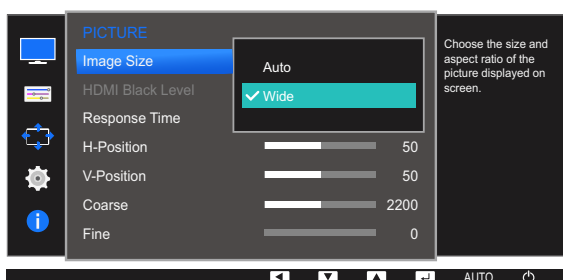 PICTURE
Image Size
Auto
Wide
HDMI Black Level
Response Time
H-Position 50
V-Position 50
Coarse 2200
Fine 0
Choose the size and
aspect ratio of the
picture displayed on
screen.
AUTO